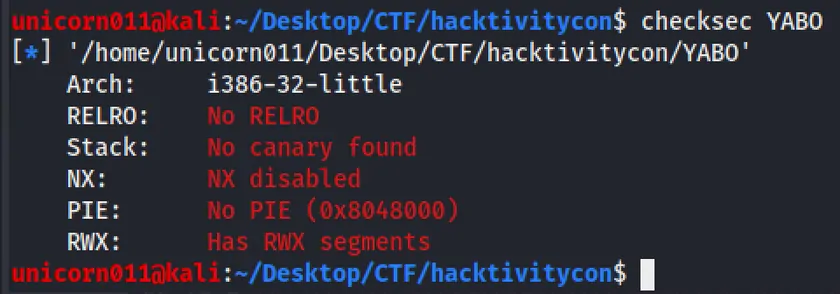 unicorn011@kali:~/Desktop/CTF/hacktivitycon$ checksec YABO
[*] '/home/unicorn011/Desktop/CTF/hacktivitycon/YABO'
Arch: i386-32-little
RELRO: No RELRO
Stack: No canary found
NX: NX disabled
PIE: No PIE (0x8048000)
RWX: Has RWX segments
unicorn011@kali:~/Desktop/CTF/hacktivitycon$